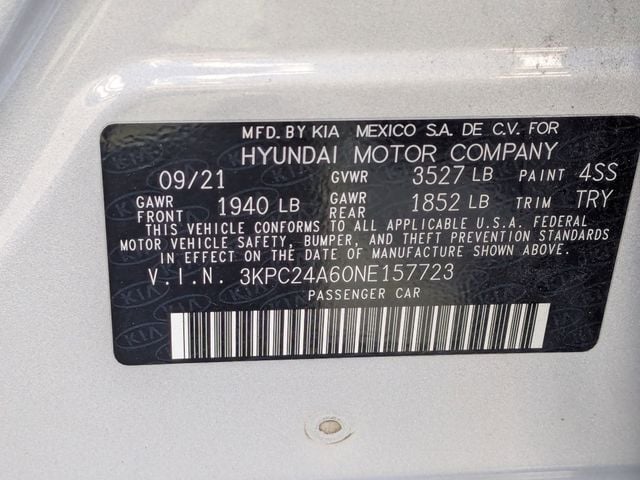 MFD. BY KIA MEXICO S.A. DE C.V. FOR
HYUNDAI MOTOR COMPANY
09/21 GVWR 3527 LB PAINT 4SS
GAWR FRONT 1940 LB GAWR REAR 1852 LB TRIM TRY
THIS VEHICLE CONFORMS TO ALL APPLICABLE U.S.A. FEDERAL
MOTOR VEHICLE SAFETY, BUMPER, AND THEFT PREVENTION STANDARDS
IN EFFECT ON THE DATE OF MANUFACTURE SHOWN ABOVE.
V.I.N. 3KPC24A60NE157723
PASSENGER CAR